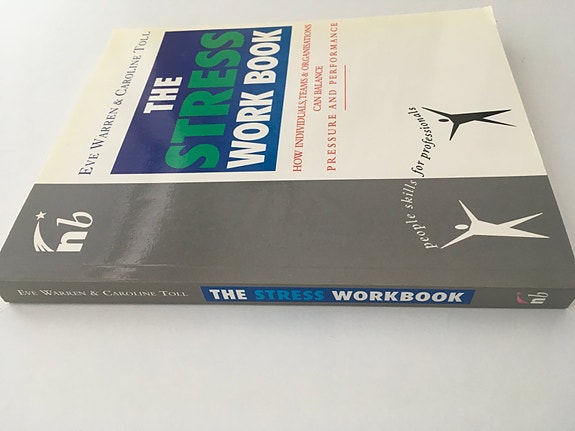 EVE WARREN & CAROLINE TOLL
THE
STRESS
WORK BOOK
HOW INDIVIDUALS, TEAMS & ORGANISATIONS
CAN BALANCE
PRESSURE AND PERFORMANCE
people skills for professionals
nb
EVE WARREN & CAROLINE TOLL THE STRESS WORKBOOK nb